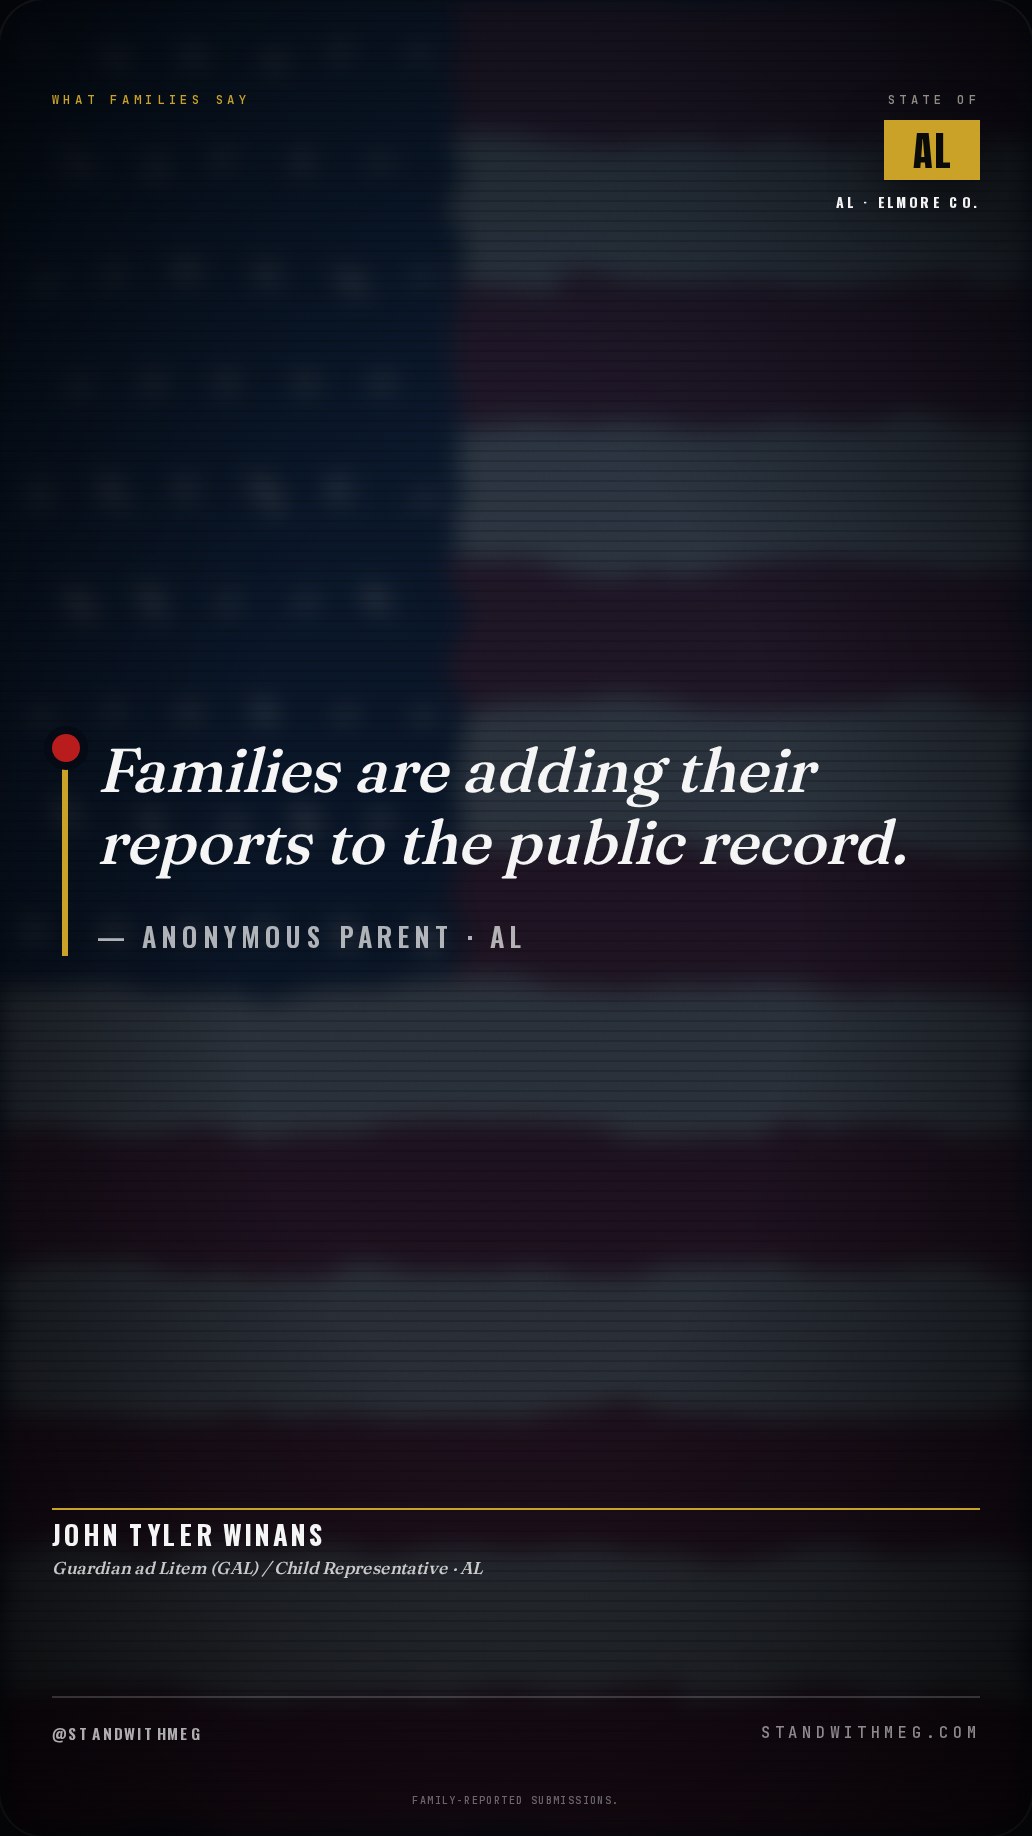 WHAT FAMILIES SAY
STATE OF
AL
AL · ELMORE CO.
Families are adding their
reports to the public record.
— ANONYMOUS PARENT · AL
JOHN TYLER WINANS
Guardian ad Litem (GAL) / Child Representative · AL
@STANDWITHMEG
STANDWITHMEG.COM
FAMILY-REPORTED SUBMISSIONS.